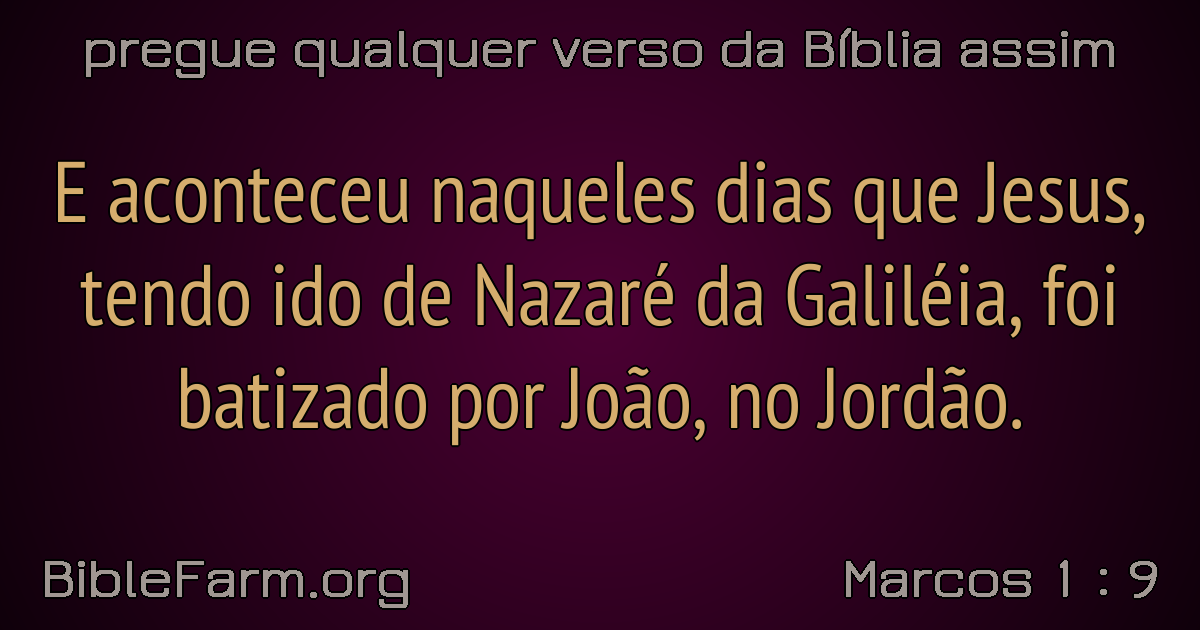 pregue qualquer verso da Bíblia assim
E aconteceu naqueles dias que Jesus,
tendo ido de Nazaré da Galiléia, foi
batizado por João, no Jordão.
BibleFarm.org
Marcos 1 : 9